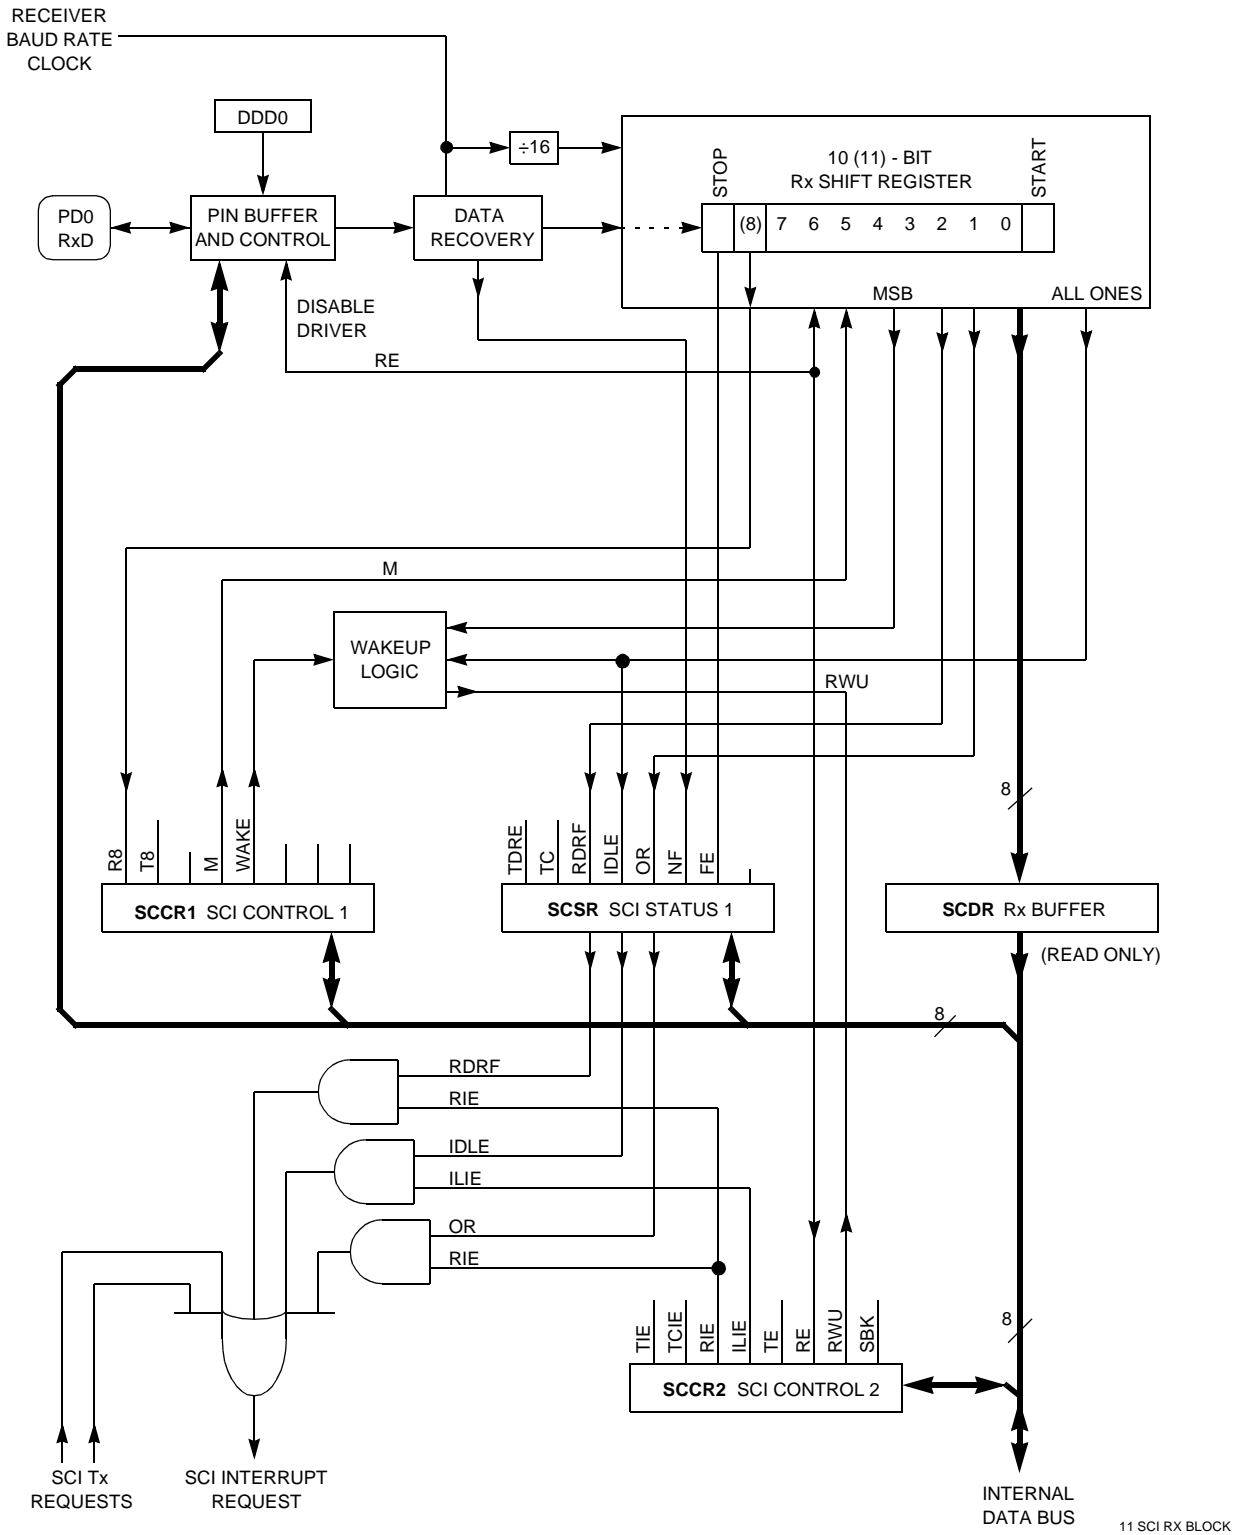 RECEIVER
BAUD RATE
CLOCK
DDD0
÷16
10 (11) - BIT
Rx SHIFT REGISTER
STOP
START
PD0
RxD
PIN BUFFER
AND CONTROL
DATA
RECOVERY
(8) 7 6 5 4 3 2 1 0
DISABLE
DRIVER
MSB
ALL ONES
RE
M
WAKEUP
LOGIC
RWU
8
R8
T8
M
WAKE
TDRE
TC
RDRF
IDLE
OR
NF
FE
SCCR1 SCI CONTROL 1
SCSR SCI STATUS 1
SCDR Rx BUFFER
(READ ONLY)
8
RDRF
RIE
IDLE
ILIE
OR
RIE
8
TIE
TCIE
RIE
ILIE
TE
RE
RWU
SBK
SCCR2 SCI CONTROL 2
SCI Tx
REQUESTS
SCI INTERRUPT
REQUEST
INTERNAL
DATA BUS
11 SCI RX BLOCK